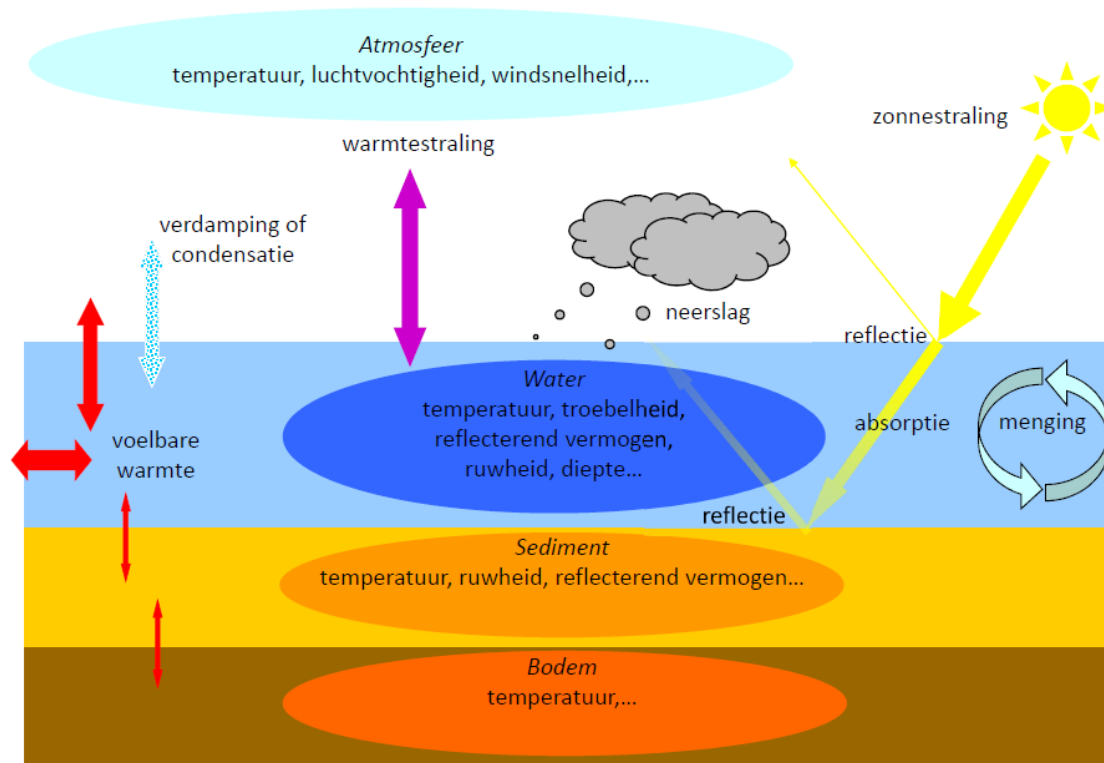 Atmosfeer
temperatuur, luchtvochtigheid, windsnelheid,...
zonnestraling
warmtestraling
verdamping of
condensatie
neerslag
reflectie
Water
temperatuur, troebelheid,
reflecterend vermogen,
ruwheid, diepte...
absorptie
menging
voelbare
warmte
reflectie
Sediment
temperatuur, ruwheid, reflecterend vermogen...
Bodem
temperatuur,...